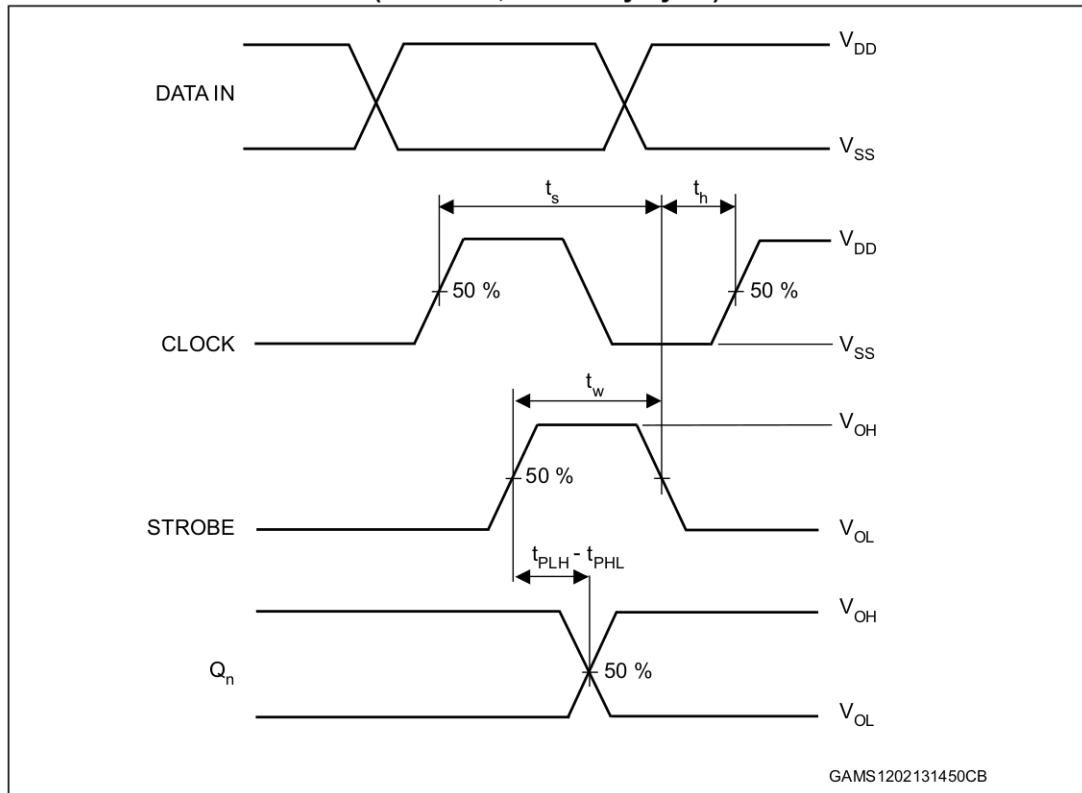 V_DD
DATA IN
V_SS
t_s
t_h
V_DD
50 %
50 %
CLOCK
V_SS
t_w
V_OH
50 %
STROBE
V_OL
t_PLH - t_PHL
V_OH
Q_n
50 %
V_OL
GAMS1202131450CB